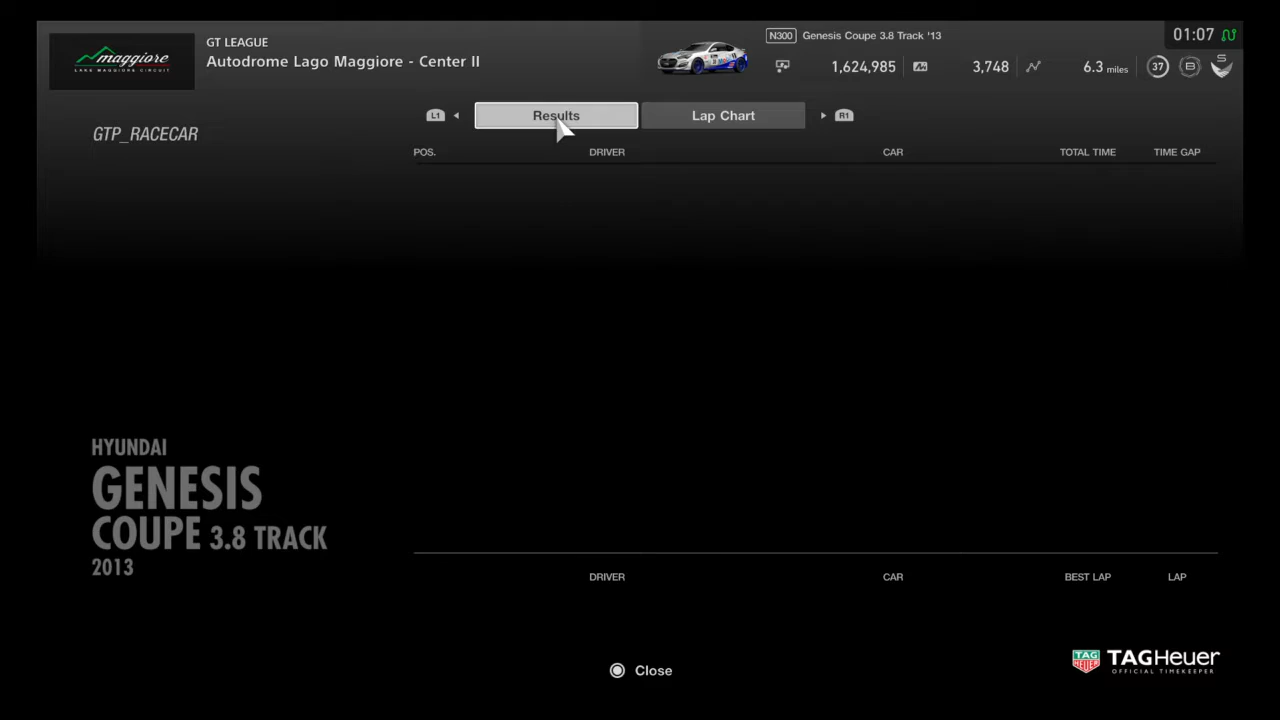 maggiore
LAKE MAGGIORE CIRCUIT
GT LEAGUE
Autodrome Lago Maggiore - Center II
N300 Genesis Coupe 3.8 Track '13
1,624,985 3,748 6.3 miles 37 B S
01:07
L1 Results Lap Chart R1
GTP_RACECAR
POS. DRIVER CAR TOTAL TIME TIME GAP
HYUNDAI
GENESIS
COUPE 3.8 TRACK
2013
DRIVER CAR BEST LAP LAP
Close
TAG HEUER TAGHeuer
OFFICIAL TIMEKEEPER